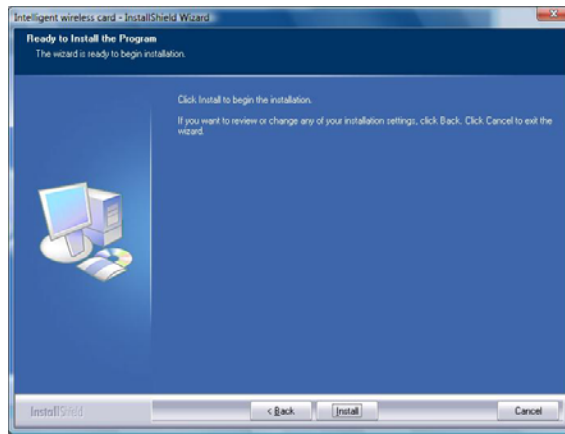 Intelligent wireless card - InstallShield Wizard
Ready to Install the Program
The wizard is ready to begin installation.
Click Install to begin the installation.
If you want to review or change any of your installation settings, click Back. Click Cancel to exit the
wizard.
InstallShield
< Back
Install
Cancel